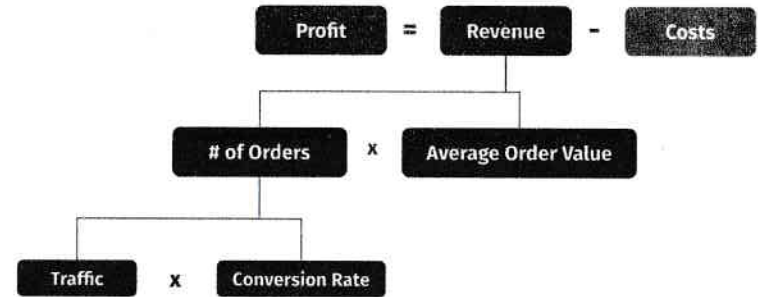 Profit = Revenue - Costs
# of Orders x Average Order Value
Traffic x Conversion Rate